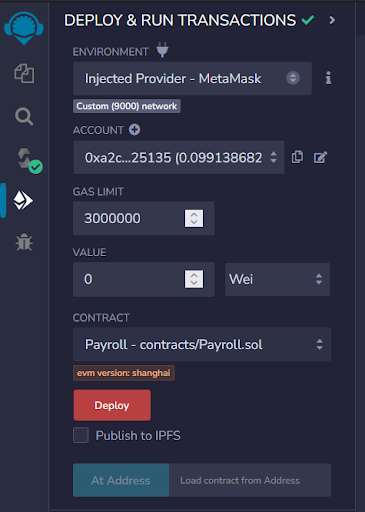 DEPLOY & RUN TRANSACTIONS
ENVIRONMENT
Injected Provider - MetaMask
Custom (9000) network
ACCOUNT
0xa2c...25135 (0.099138682
GAS LIMIT
3000000
VALUE
0 Wei
CONTRACT
Payroll - contracts/Payroll.sol
evm version: shanghai
Deploy
Publish to IPFS
At Address Load contract from Address